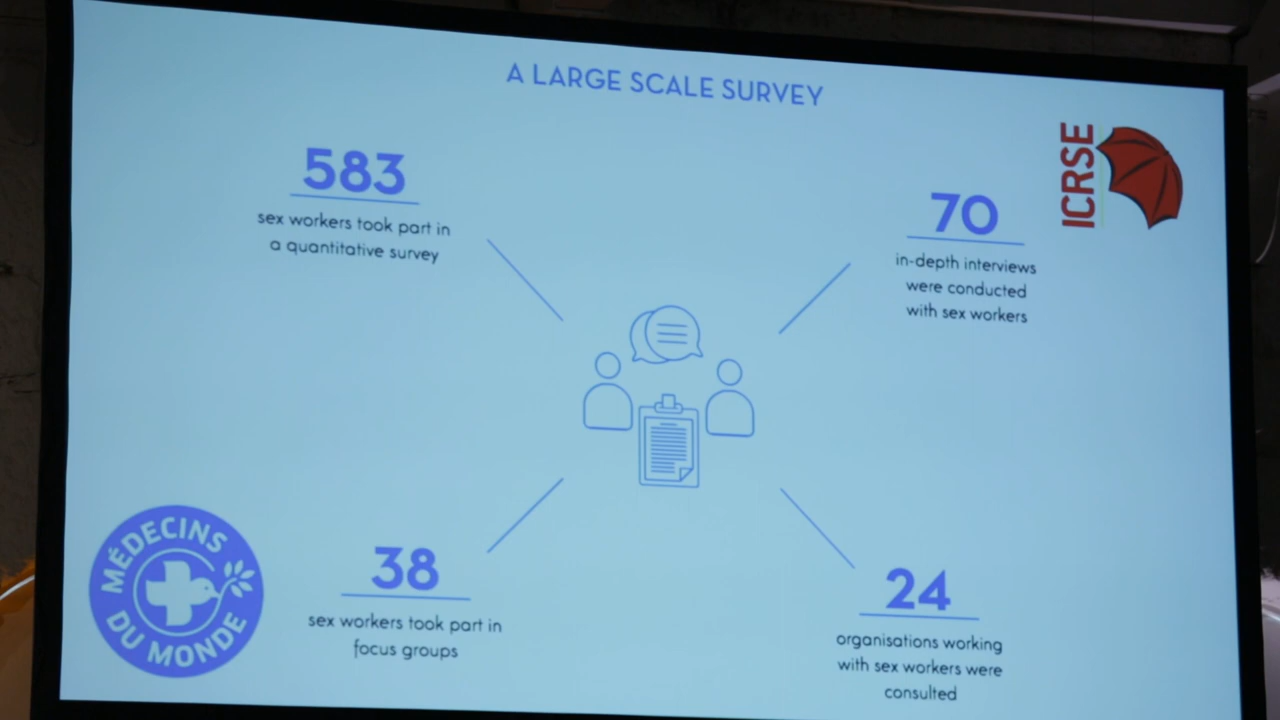 A LARGE SCALE SURVEY
583
sex workers took part in
a quantitative survey
70
in-depth interviews
were conducted
with sex workers
ICRSE
38
sex workers took part in
focus groups
24
organisations working
with sex workers were
consulted
MÉDECINS
DU MONDE